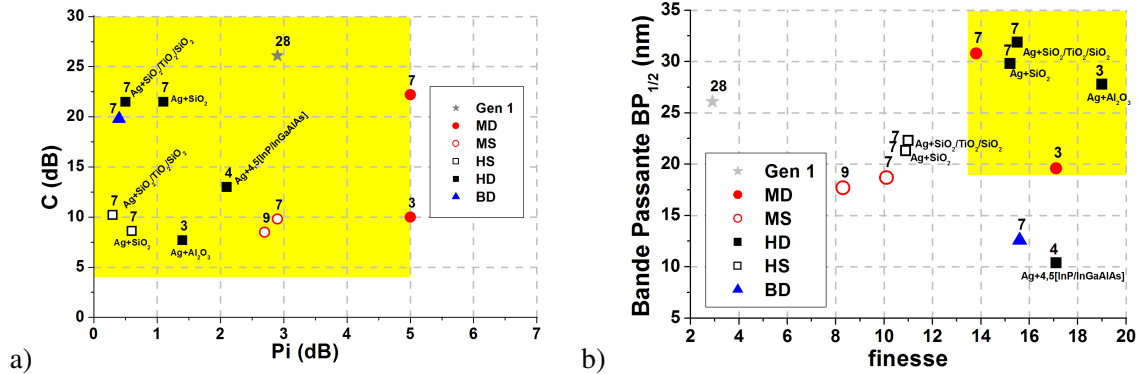 C (dB)
30
25
20
15
10
5
0
28
7
Ag+SiO₂/TiO₂/SiO₂
7
Ag+SiO₂
7
7
4
Ag+4,5[InP/InGaAlAs]
7
Ag+SiO₂/TiO₂/SiO₂
7
Ag+SiO₂
3
Ag+Al₂O₃
9
7
3
Gen 1
MD
MS
HS
HD
BD
0 1 2 3 4 5 6 7
Pi (dB)
a)
Bande Passante BP₁/₂ (nm)
35
30
25
20
15
10
5
28
7
7
Ag+SiO₂/TiO₂/SiO₂
7
Ag+SiO₂
3
Ag+Al₂O₃
7
Ag+SiO₂/TiO₂/SiO₂
7
Ag+SiO₂
9
7
3
7
4
Ag+4,5[InP/InGaAlAs]
Gen 1
MD
MS
HD
HS
BD
2 4 6 8 10 12 14 16 18 20
finesse
b)